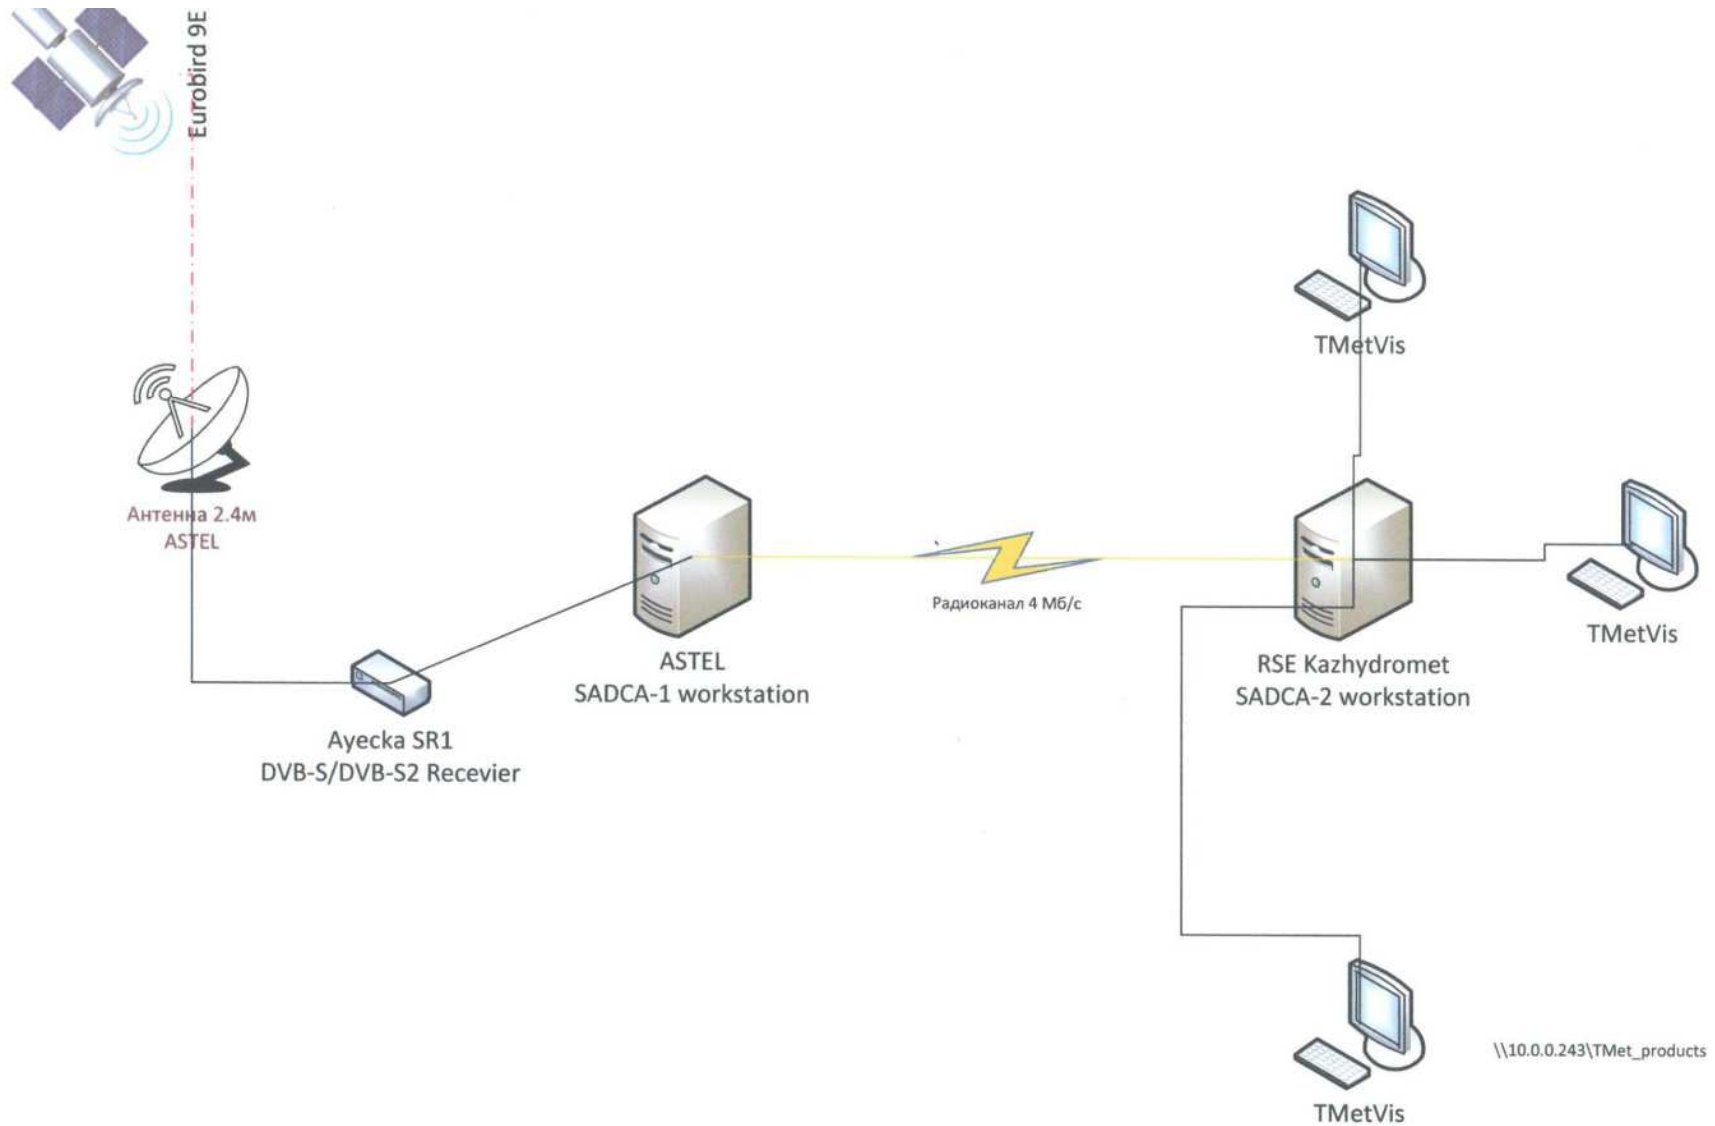 Eurobird 9E
TMetVis
Антенна 2.4м
ASTEL
Радиоканал 4 Мб/с
TMetVis
ASTEL
SADCA-1 workstation
RSE Kazhydromet
SADCA-2 workstation
Ayecka SR1
DVB-S/DVB-S2 Recevier
\\10.0.0.243\TMet_products
TMetVis